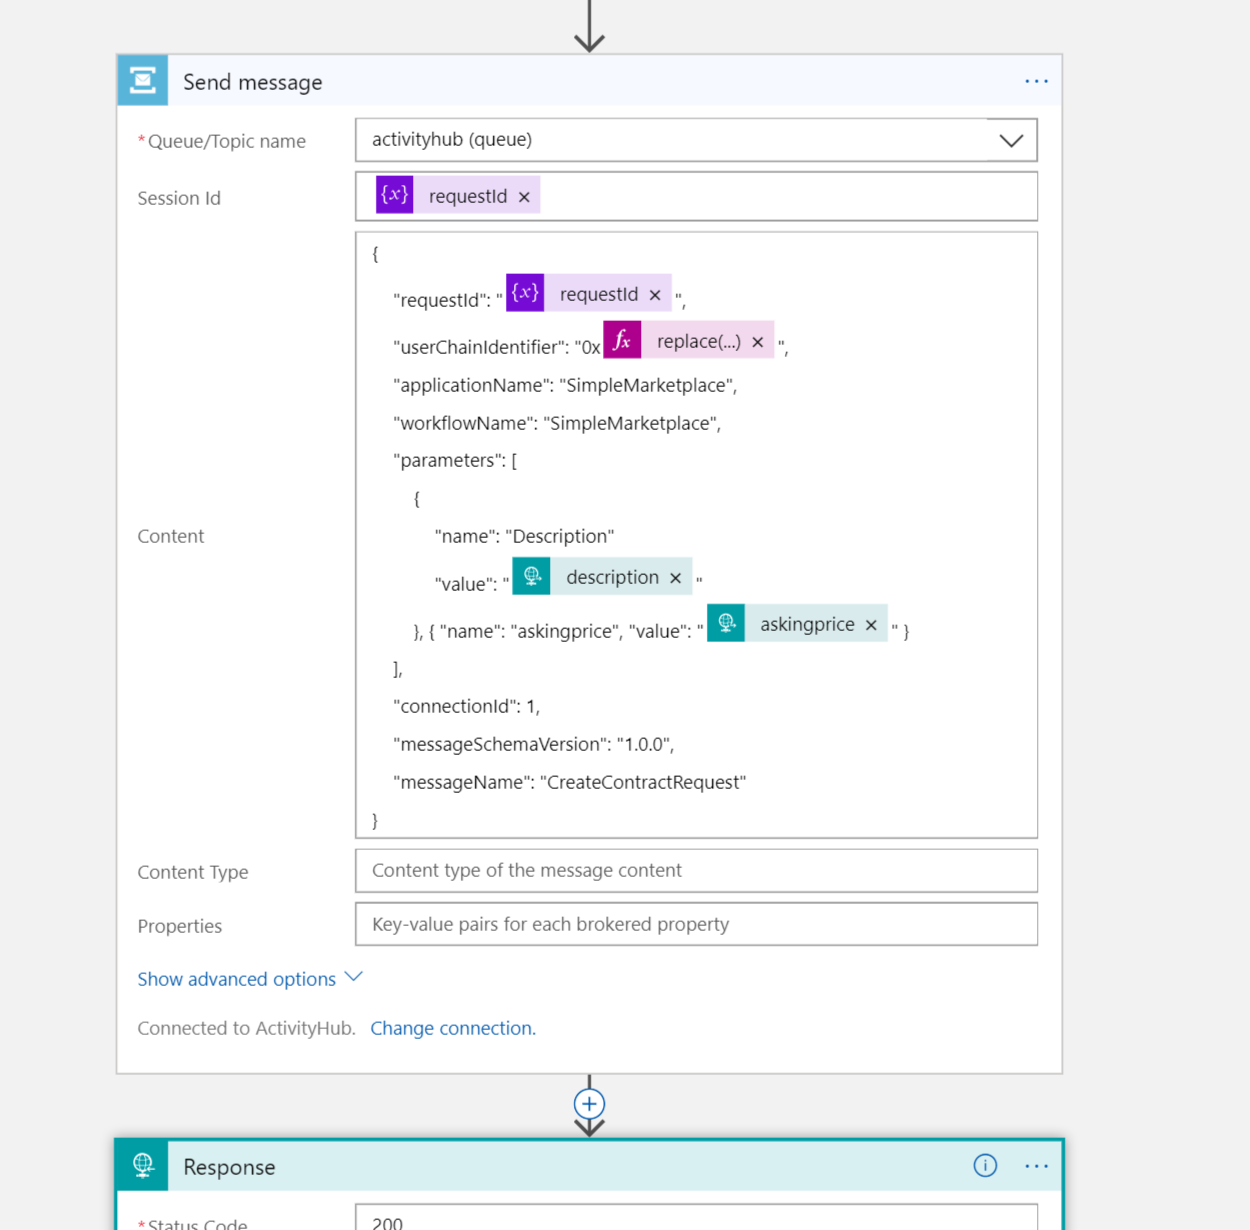 Send message
...
*Queue/Topic name
activityhub (queue)
Session Id
{x} requestId ×
Content
{
"requestId": " {x} requestId × ",
"userChainIdentifier": "0x fx replace(...) × ",
"applicationName": "SimpleMarketplace",
"workflowName": "SimpleMarketplace",
"parameters": [
{
"name": "Description"
"value": " description × "
}, { "name": "askingprice", "value": " askingprice × " }
],
"connectionId": 1,
"messageSchemaVersion": "1.0.0",
"messageName": "CreateContractRequest"
}
Content Type
Content type of the message content
Properties
Key-value pairs for each brokered property
Show advanced options
Connected to ActivityHub. Change connection.
Response
...
*Status Code
200